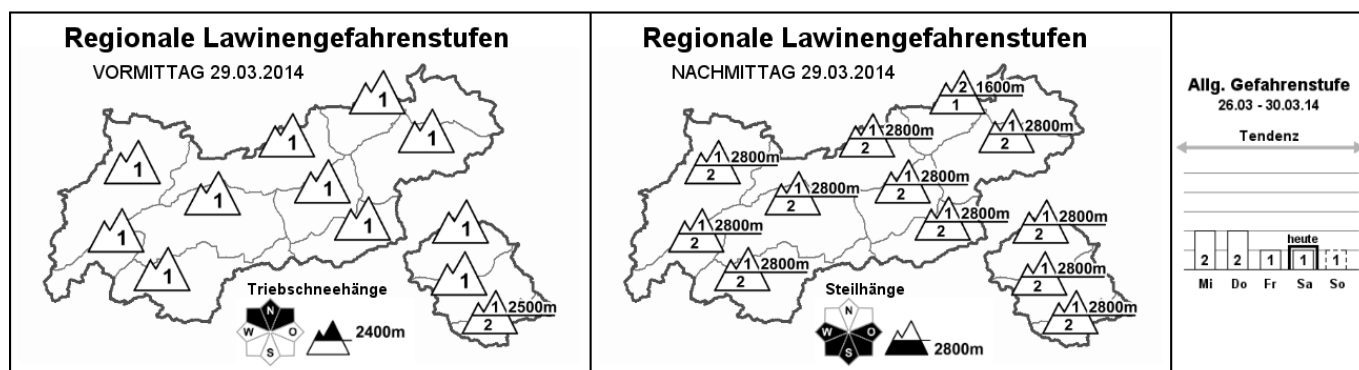 Regionale Lawinengefahrenstufen
VORMITTAG 29.03.2014
1
1
1
1
1
1
1
1
1
1
1
1 2500m
2
Triebschneehänge
N
W O
S
2400m
Regionale Lawinengefahrenstufen
NACHMITTAG 29.03.2014
2 1600m
1
1 2800m
2
1 2800m
2
1 2800m
2
1 2800m
2
1 2800m
2
1 2800m
2
1 2800m
2
1 2800m
2
1 2800m
2
1 2800m
2
1 2800m
2
Steilhänge
N
W O
S
2800m
Allg. Gefahrenstufe
26.03 - 30.03.14
Tendenz
heute
2 2 1 1 1
Mi Do Fr Sa So